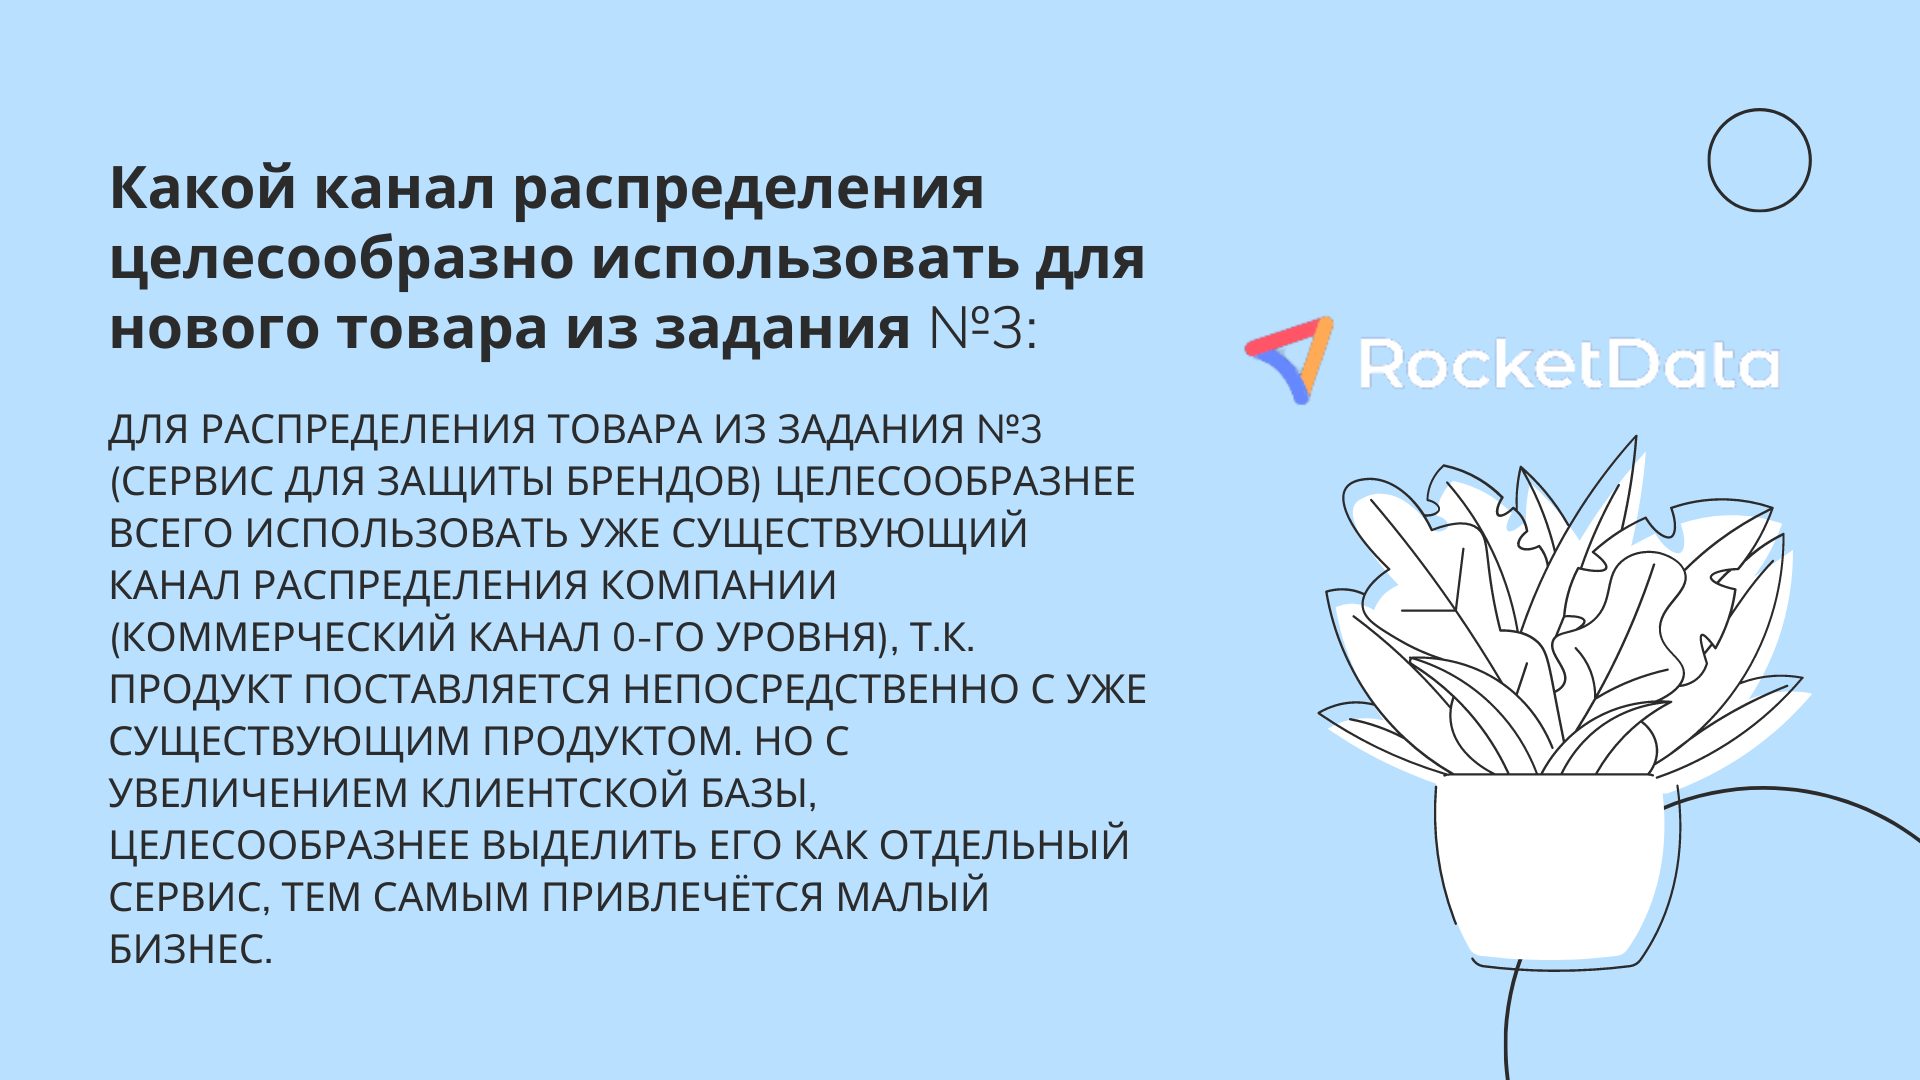 Какой канал распределения
целесообразно использовать для
нового товара из задания №3:
ДЛЯ РАСПРЕДЕЛЕНИЯ ТОВАРА ИЗ ЗАДАНИЯ №3
(СЕРВИС ДЛЯ ЗАЩИТЫ БРЕНДОВ) ЦЕЛЕСООБРАЗНЕЕ
ВСЕГО ИСПОЛЬЗОВАТЬ УЖЕ СУЩЕСТВУЮЩИЙ
КАНАЛ РАСПРЕДЕЛЕНИЯ КОМПАНИИ
(КОММЕРЧЕСКИЙ КАНАЛ 0-ГО УРОВНЯ), Т.К.
ПРОДУКТ ПОСТАВЛЯЕТСЯ НЕПОСРЕДСТВЕННО С УЖЕ
СУЩЕСТВУЮЩИМ ПРОДУКТОМ. НО С
УВЕЛИЧЕНИЕМ КЛИЕНТСКОЙ БАЗЫ,
ЦЕЛЕСООБРАЗНЕЕ ВЫДЕЛИТЬ ЕГО КАК ОТДЕЛЬНЫЙ
СЕРВИС, ТЕМ САМЫМ ПРИВЛЕЧЁТСЯ МАЛЫЙ
БИЗНЕС.
RocketData